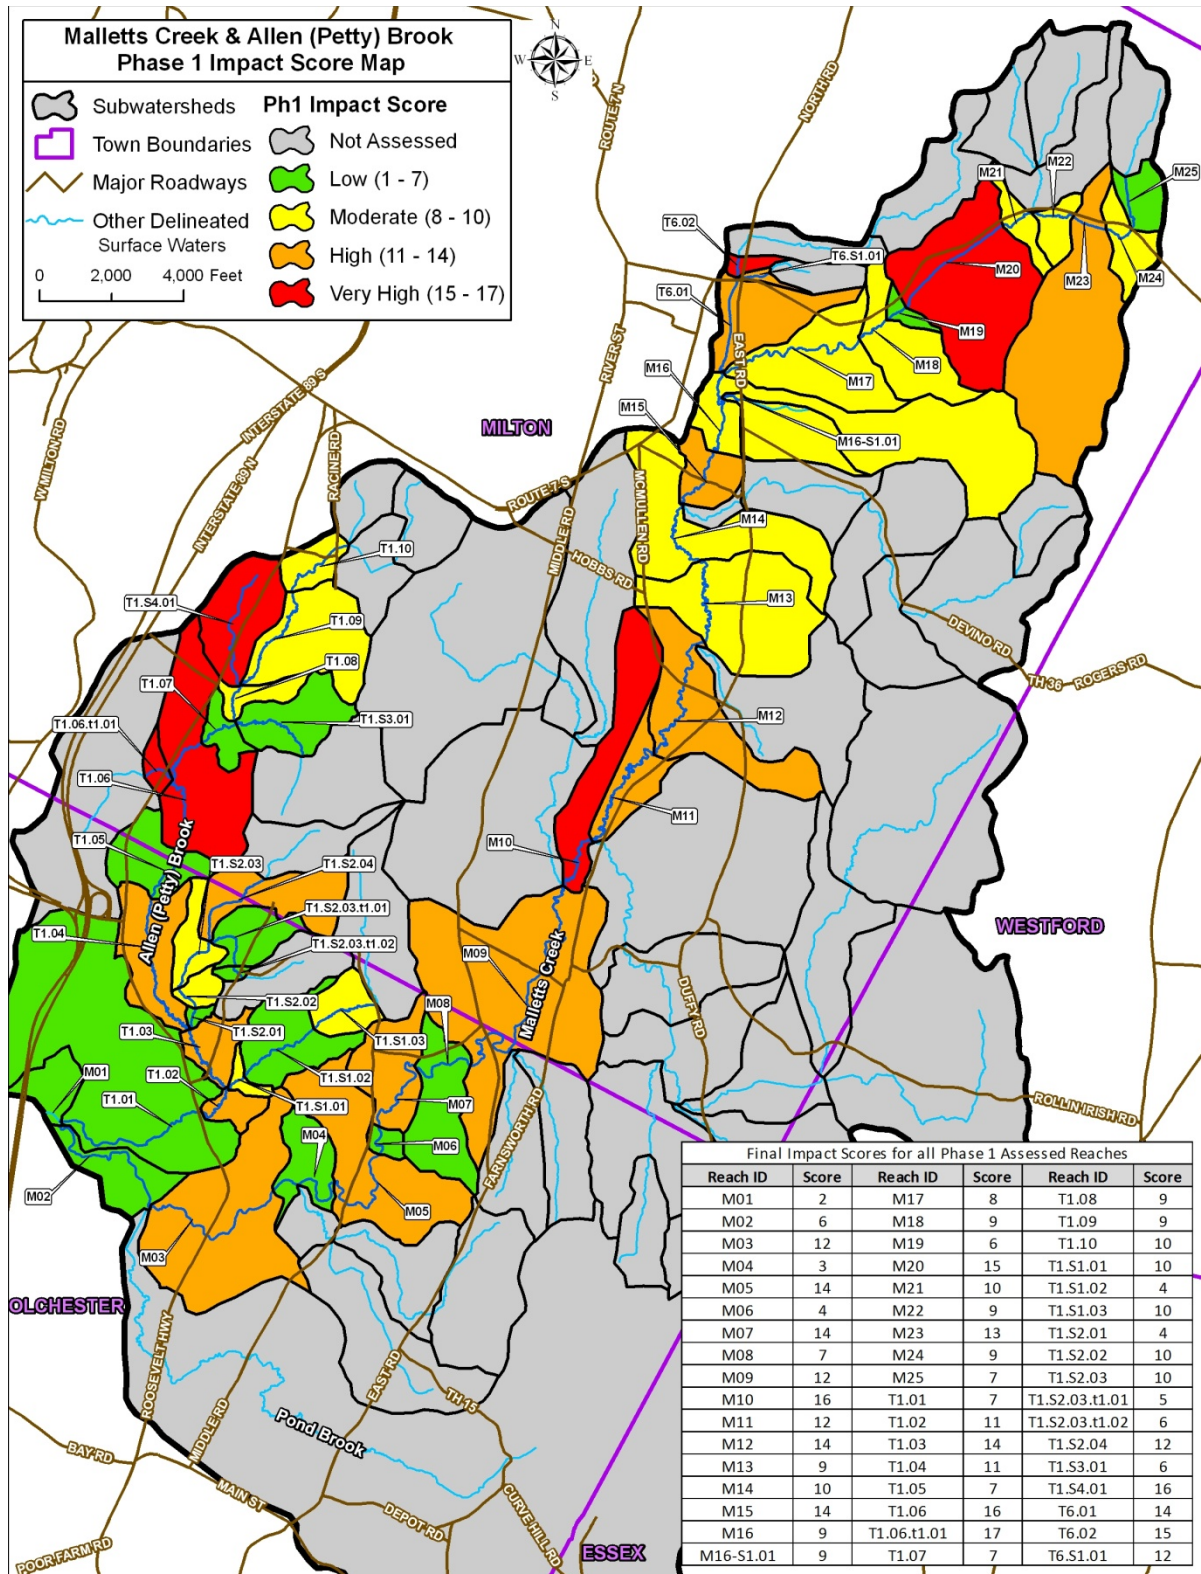 Malletts Creek & Allen (Petty) Brook
Phase 1 Impact Score Map
Subwatersheds
Town Boundaries
Major Roadways
Other Delineated
Surface Waters
0 2,000 4,000 Feet
Ph1 Impact Score
Not Assessed
Low (1 - 7)
Moderate (8 - 10)
High (11 - 14)
Very High (15 - 17)
N
W E
S
ROUTE 7 N
NORTH RD
M21
M22
M25
T6.02
T6.S1.01
M20
M23
M24
T6.01
M19
EAST RD
RIVER ST
M16
M17
M18
INTERSTATE 89 S
W MILTON RD
MILTON
M15
M16-S1.01
RACINE RD
INTERSTATE 89 N
ROUTE 7 S
MIDDLE RD
MCMULLEN RD
M14
T1.10
HOBBS RD
T1.S4.01
M13
T1.09
DEVINO RD
T1.08
TH 36
ROGERS RD
T1.07
T1.S3.01
T1.06.t1.01
M12
T1.06
M11
T1.05
M10
T1.S2.03
T1.S2.04
Allen (Petty) Brook
T1.S2.03.t1.01
T1.04
T1.S2.03.t1.02
WESTFORD
M09
Malletts Creek
T1.S2.02
DUFFY RD
M08
T1.03
T1.S2.01
T1.S1.03
M01
T1.02
T1.S1.02
T1.01
T1.S1.01
M07
ROLLIN IRISH RD
M04
M06
FARNSWORTH RD
M02
M05
M03
OLCHESTER
ROOSEVELT HWY
EAST RD
TH 15
MIDDLE RD
Pond Brook
BAY RD
MAIN ST
DEPOT RD
CURVE HILL RD
POOR FARM RD
ESSEX
Final Impact Scores for all Phase 1 Assessed Reaches
Reach ID Score Reach ID Score Reach ID Score
M01 2 M17 8 T1.08 9
M02 6 M18 9 T1.09 9
M03 12 M19 6 T1.10 10
M04 3 M20 15 T1.S1.01 10
M05 14 M21 10 T1.S1.02 4
M06 4 M22 9 T1.S1.03 10
M07 14 M23 13 T1.S2.01 4
M08 7 M24 9 T1.S2.02 10
M09 12 M25 7 T1.S2.03 10
M10 16 T1.01 7 T1.S2.03.t1.01 5
M11 12 T1.02 11 T1.S2.03.t1.02 6
M12 14 T1.03 14 T1.S2.04 12
M13 9 T1.04 11 T1.S3.01 6
M14 10 T1.05 7 T1.S4.01 16
M15 14 T1.06 16 T6.01 14
M16 9 T1.06.t1.01 17 T6.02 15
M16-S1.01 9 T1.07 7 T6.S1.01 12